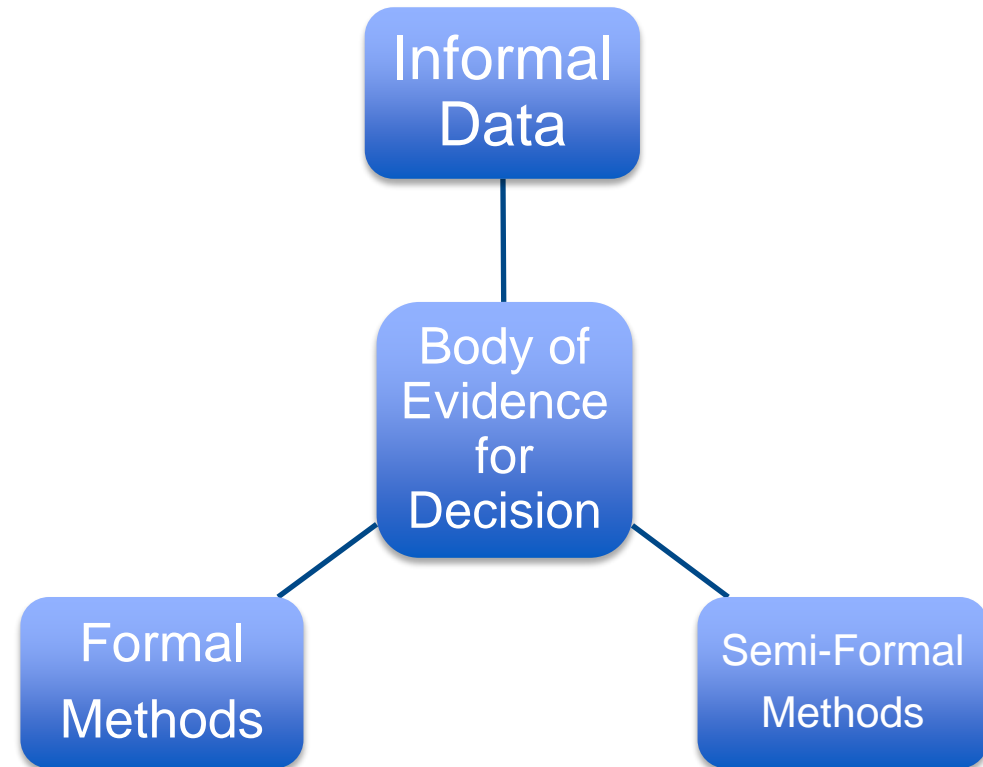 Informal
Data
Body of
Evidence
for
Decision
Formal
Methods
Semi-Formal
Methods